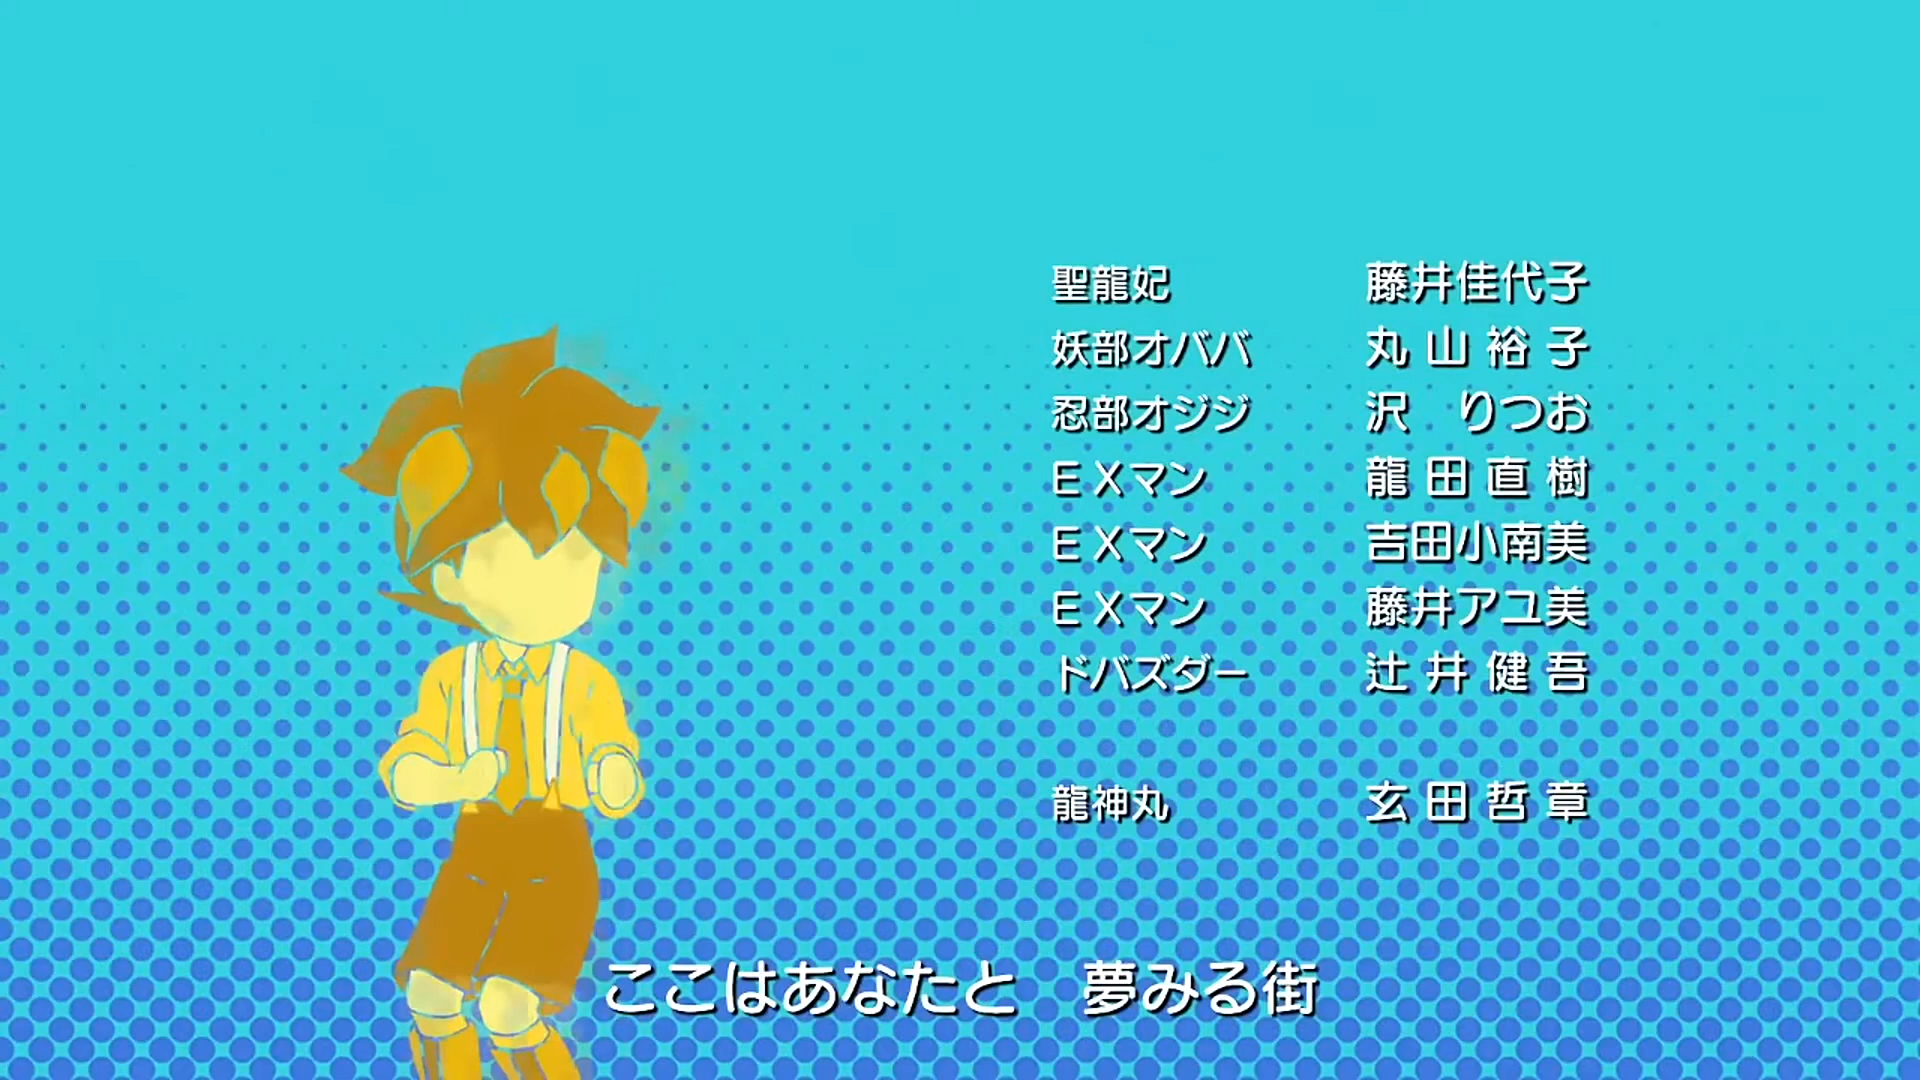 聖龍妃　藤井佳代子
妖部オババ　丸山裕子
忍部オジジ　沢　りつお
ＥＸマン　龍田直樹
ＥＸマン　吉田小南美
ＥＸマン　藤井アユ美
ドバズダー　辻井健吾
龍神丸　玄田哲章
ここはあなたと　夢みる街